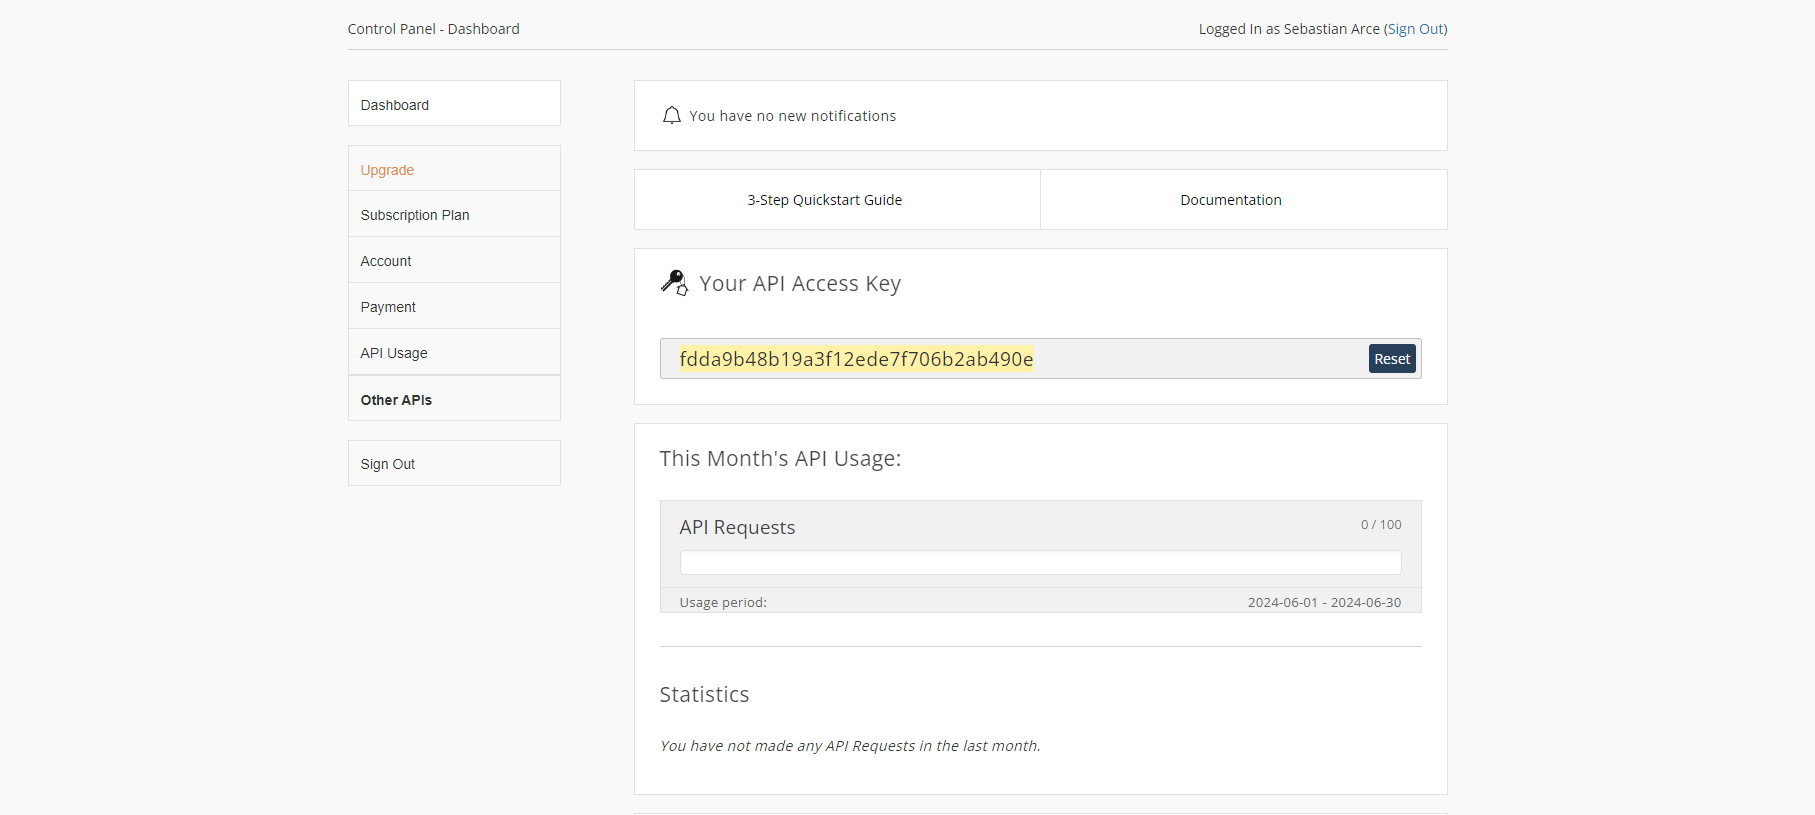 Control Panel - Dashboard
Logged In as Sebastian Arce (Sign Out)
Dashboard
Upgrade
Subscription Plan
Account
Payment
API Usage
Other APIs
Sign Out
You have no new notifications
3-Step Quickstart Guide
Documentation
Your API Access Key
fdda9b48b19a3f12ede7f706b2ab490e
Reset
This Month's API Usage:
API Requests
0 / 100
Usage period:
2024-06-01 - 2024-06-30
Statistics
You have not made any API Requests in the last month.